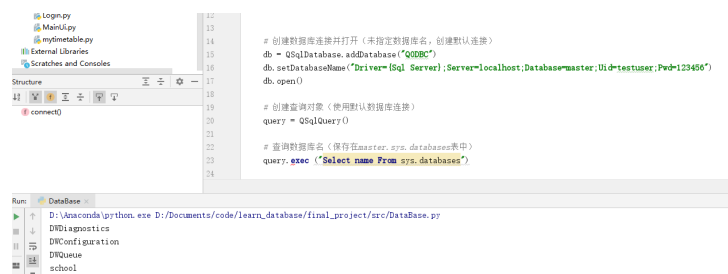 Login.py
MainUi.py
mytimetable.py
External Libraries
Scratches and Consoles
Structure
connect()
12
13
14 # 创建数据库连接并打开（未指定数据库名，创建默认连接）
15 db = QSqlDatabase.addDatabase("QODBC")
16 db.setDatabaseName("Driver={Sql Server};Server=localhost;Database=master;Uid=testuser;Pwd=123456")
17 db.open()
18
19 # 创建查询对象（使用默认数据库连接）
20 query = QSqlQuery()
21
22 # 查询数据库名（保存在master.sys.databases表中）
23 query.exec ("Select name From sys.databases")
24
Run: DataBase
D:\Anaconda\python.exe D:/Documents/code/learn_database/final_project/src/DataBase.py
DWDiagnostics
DWConfiguration
DWQueue
school